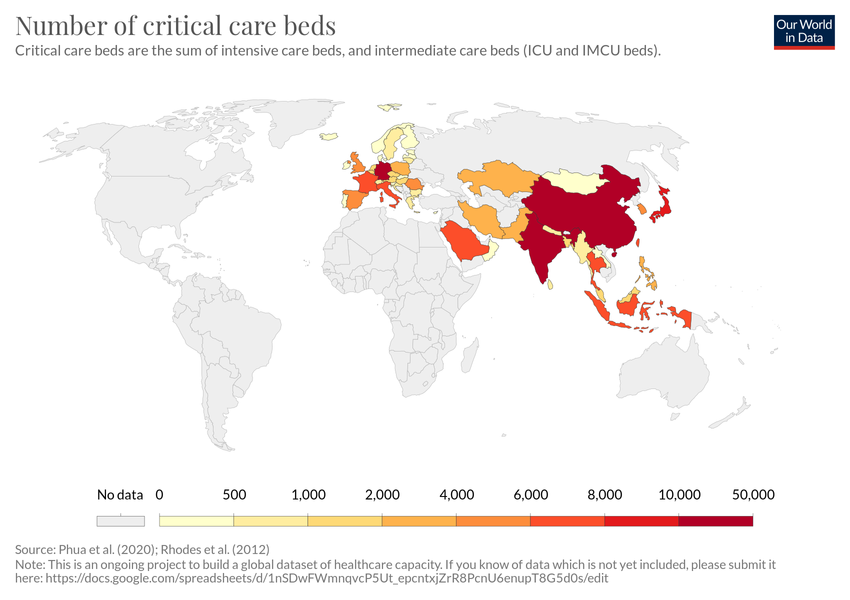 Number of critical care beds
Critical care beds are the sum of intensive care beds, and intermediate care beds (ICU and IMCU beds).
Our World
in Data
No data 0 500 1,000 2,000 4,000 6,000 8,000 10,000 50,000
Source: Phua et al. (2020); Rhodes et al. (2012)
Note: This is an ongoing project to build a global dataset of healthcare capacity. If you know of data which is not yet included, please submit it
here: https://docs.google.com/spreadsheets/d/1nSDwFWmnqvcP5Ut_epcntxjZrR8PcnU6enupT8G5d0s/edit